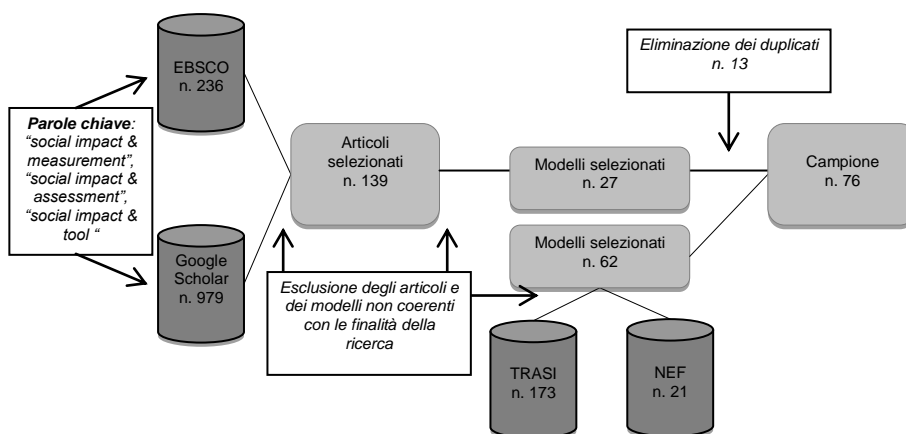 EBSCO
n. 236
Parole chiave:
“social impact &
measurement”,
“social impact &
assessment”,
“social impact &
tool “
Google
Scholar
n. 979
Articoli
selezionati
n. 139
Esclusione degli articoli e
dei modelli non coerenti
con le finalità della
ricerca
Modelli selezionati
n. 27
Modelli selezionati
n. 62
TRASI
n. 173
NEF
n. 21
Eliminazione dei duplicati
n. 13
Campione
n. 76